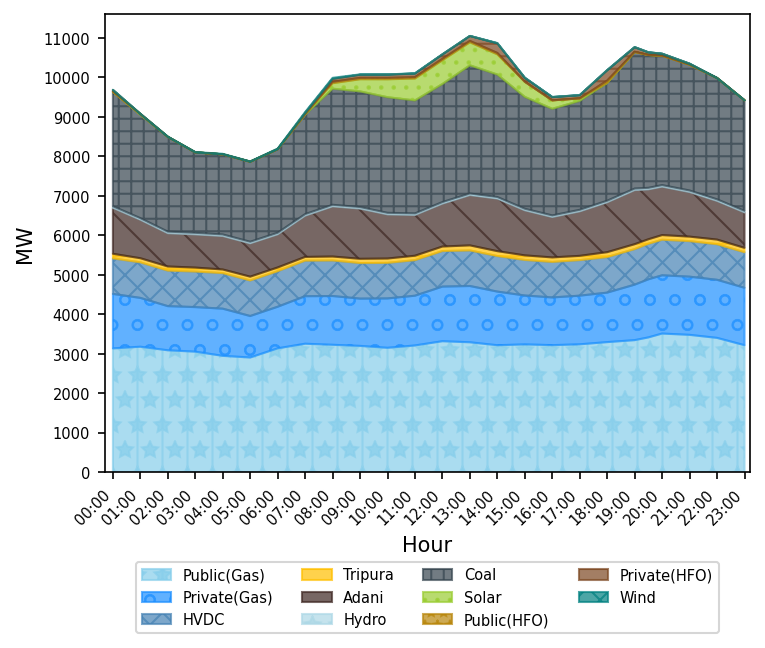 11000
10000
9000
8000
7000
6000
5000
4000
3000
2000
1000
0
MW
00:00 01:00 02:00 03:00 04:00 05:00 06:00 07:00 08:00 09:00 10:00 11:00 12:00 13:00 14:00 15:00 16:00 17:00 18:00 19:00 20:00 21:00 22:00 23:00
Hour
Public(Gas) Tripura Coal Private(HFO)
Private(Gas) Adani Solar Wind
HVDC Hydro Public(HFO)